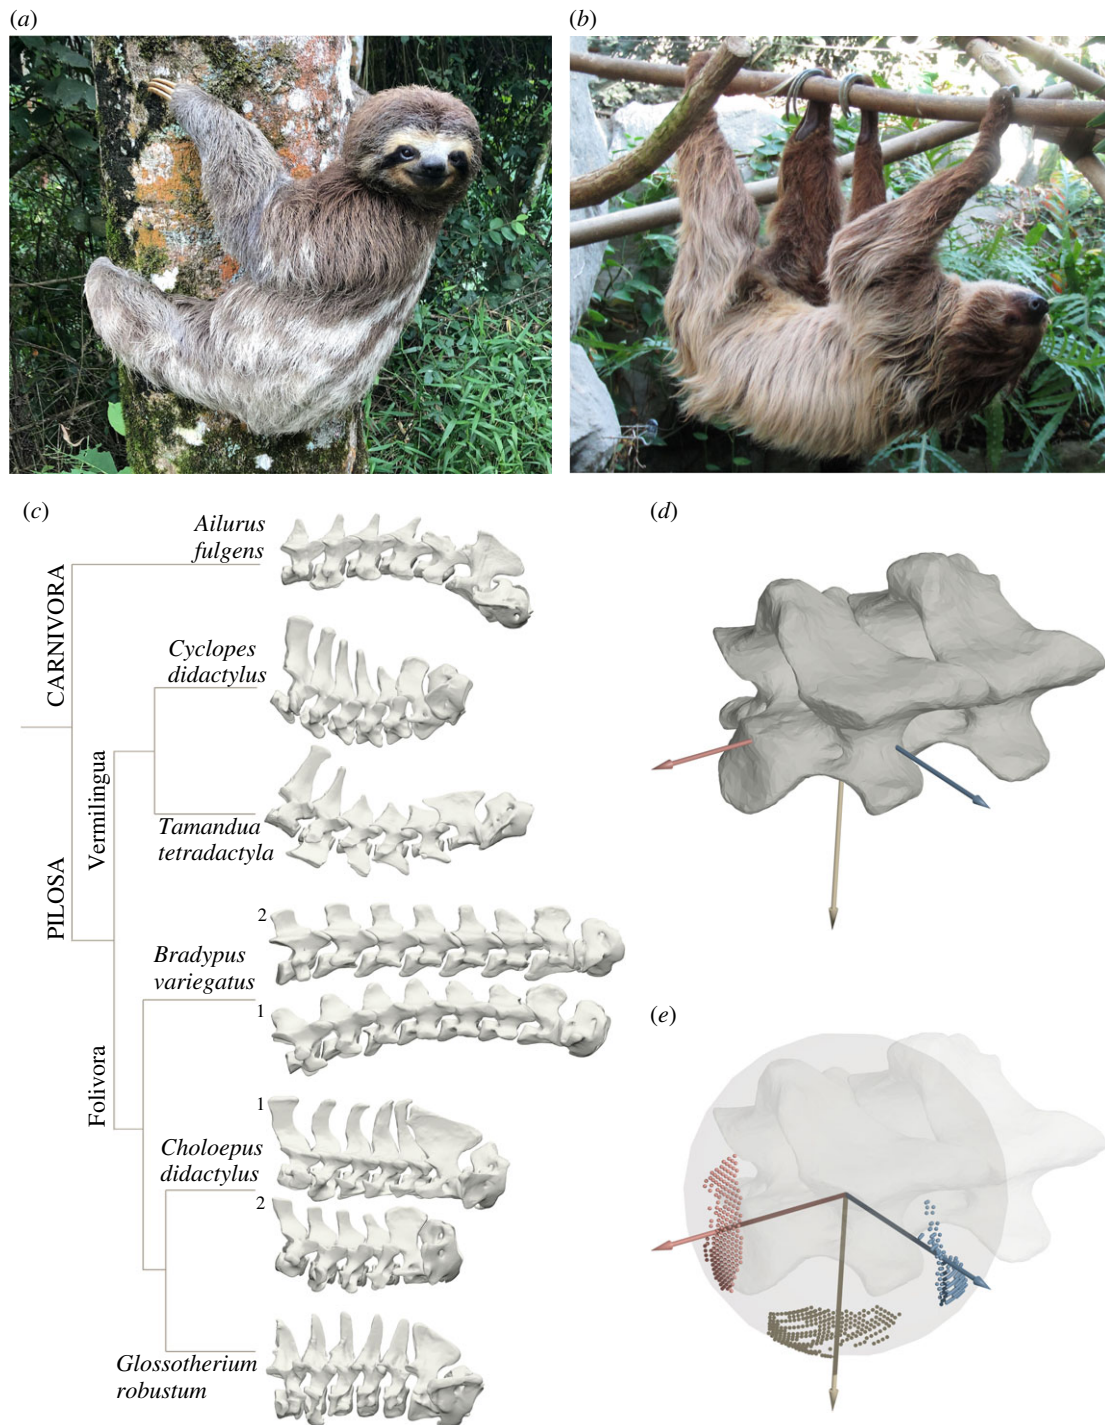 (a)
(b)
(c)
Ailurus
fulgens
CARNIVORA
Cyclopes
didactylus
Vermilingua
Tamandua
tetradactyla
PILOSA
2
Bradypus
variegatus
1
Folivora
1
Choloepus
didactylus
2
Glossotherium
robustum
(d)
(e)